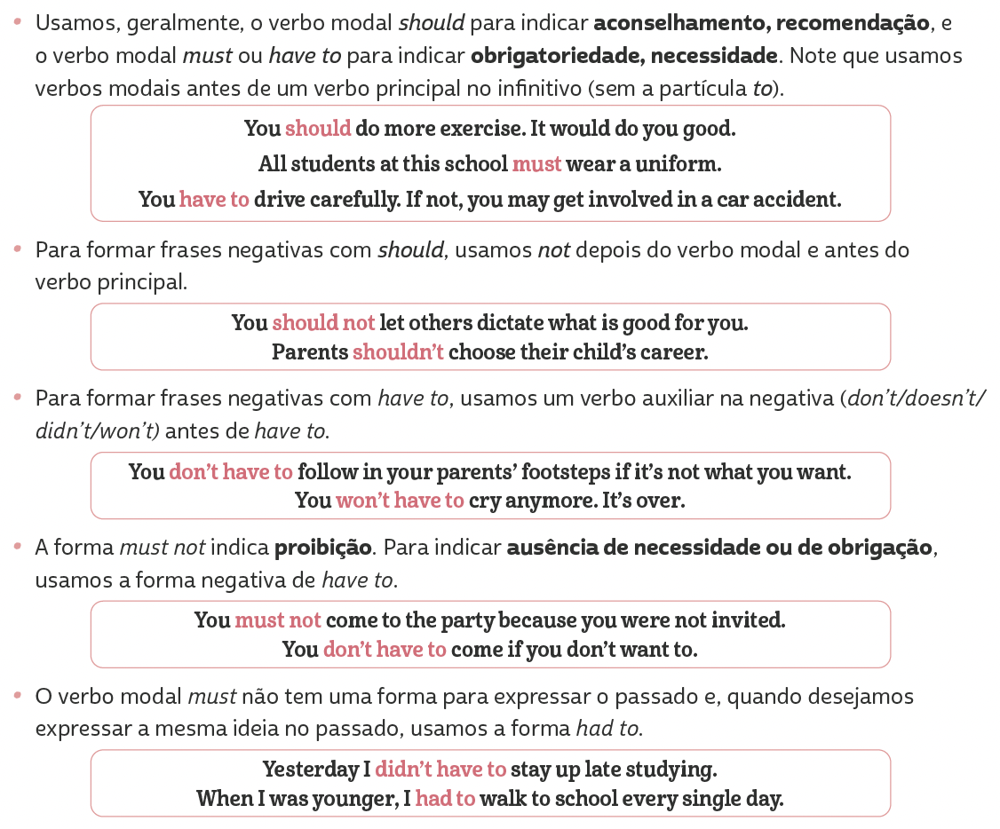 • Usamos, geralmente, o verbo modal should para indicar aconselhamento, recomendação, e
o verbo modal must ou have to para indicar obrigatoriedade, necessidade. Note que usamos
verbos modais antes de um verbo principal no infinitivo (sem a partícula to).
You should do more exercise. It would do you good.
All students at this school must wear a uniform.
You have to drive carefully. If not, you may get involved in a car accident.
• Para formar frases negativas com should, usamos not depois do verbo modal e antes do
verbo principal.
You should not let others dictate what is good for you.
Parents shouldn’t choose their child’s career.
• Para formar frases negativas com have to, usamos um verbo auxiliar na negativa (don’t/doesn’t/
didn’t/won’t) antes de have to.
You don’t have to follow in your parents’ footsteps if it’s not what you want.
You won’t have to cry anymore. It’s over.
• A forma must not indica proibição. Para indicar ausência de necessidade ou de obrigação,
usamos a forma negativa de have to.
You must not come to the party because you were not invited.
You don’t have to come if you don’t want to.
• O verbo modal must não tem uma forma para expressar o passado e, quando desejamos
expressar a mesma ideia no passado, usamos a forma had to.
Yesterday I didn’t have to stay up late studying.
When I was younger, I had to walk to school every single day.